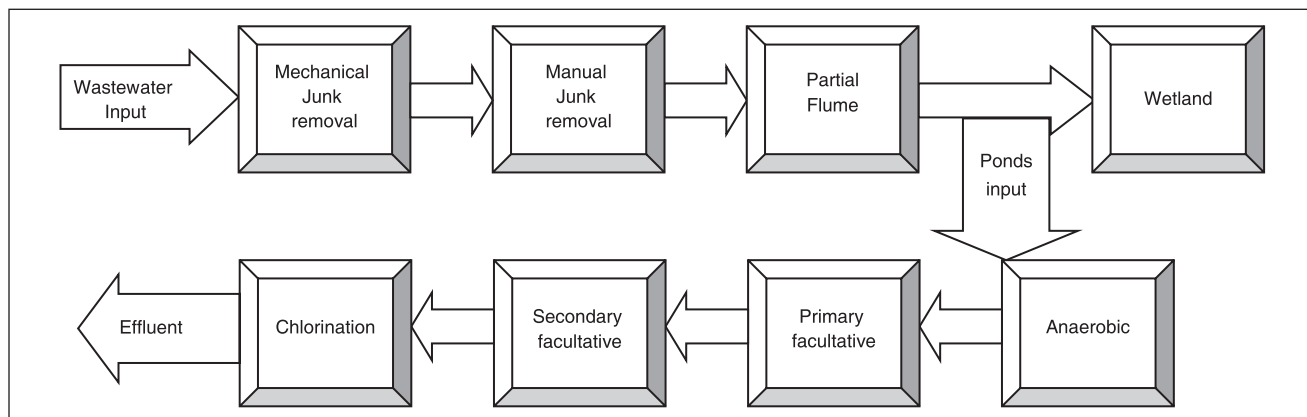 Wastewater
Input
Mechanical
Junk
removal
Manual
Junk
removal
Partial
Flume
Wetland
Ponds
input
Anaerobic
Primary
facultative
Secondary
facultative
Chlorination
Effluent